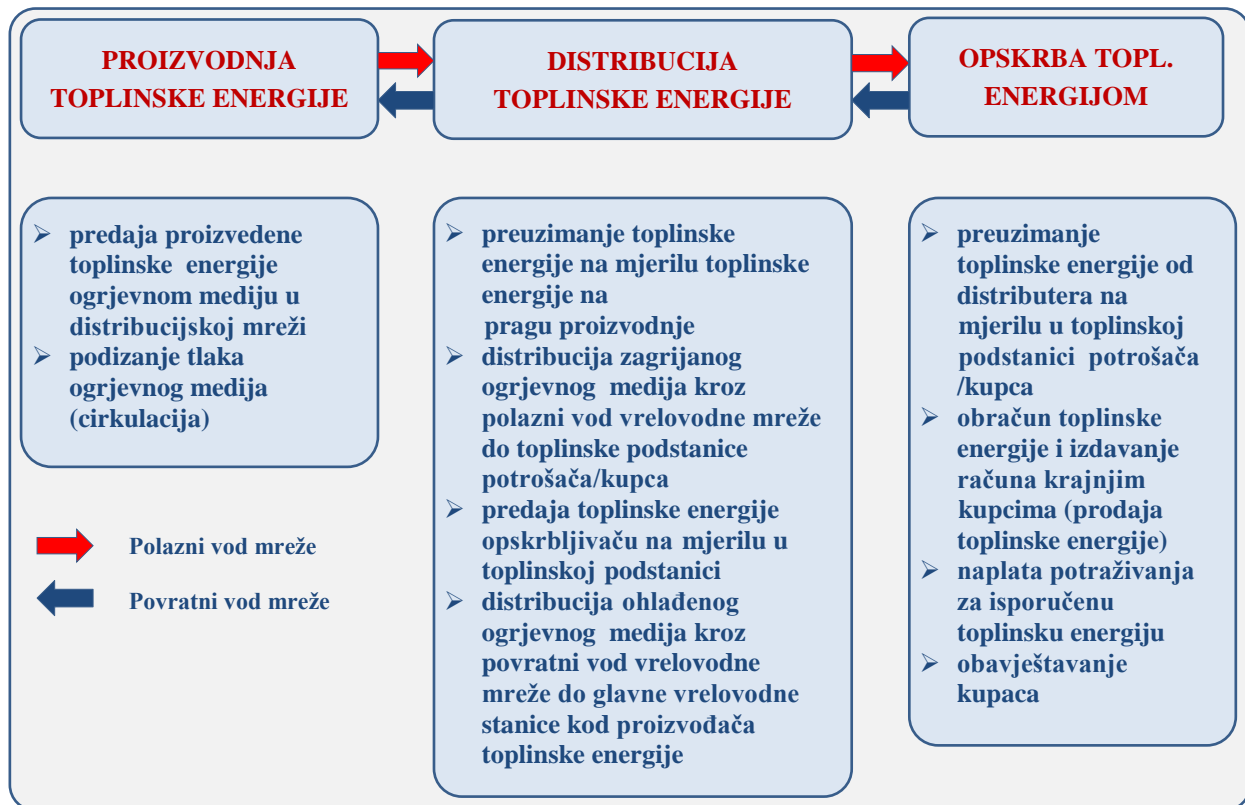 PROIZVODNJA
TOPLINSKE ENERGIJE
DISTRIBUCIJA
TOPLINSKE ENERGIJE
OPSKRBA TOPL.
ENERGIJOM
➢ predaja proizvedene
toplinske energije
ogrjevnom mediju u
distribucijskoj mreži
➢ podizanje tlaka
ogrjevnog medija
(cirkulacija)
Polazni vod mreže
Povratni vod mreže
➢ preuzimanje toplinske
energije na mjerilu toplinske
energije na
pragu proizvodnje
➢ distribucija zagrijanog
ogrjevnog medija kroz
polazni vod vrelovodne mreže
do toplinske podstanice
potrošača/kupca
➢ predaja toplinske energije
opskrbljivaču na mjerilu u
toplinskoj podstanici
➢ distribucija ohlađenog
ogrjevnog medija kroz
povratni vod vrelovodne
mreže do glavne vrelovodne
stanice kod proizvođača
toplinske energije
➢ preuzimanje
toplinske energije od
distributera na
mjerilu u toplinskoj
podstanici potrošača
/kupca
➢ obračun toplinske
energije i izdavanje
računa krajnjim
kupcima (prodaja
toplinske energije)
➢ naplata potraživanja
za isporučenu
toplinsku energiju
➢ obavještavanje
kupaca